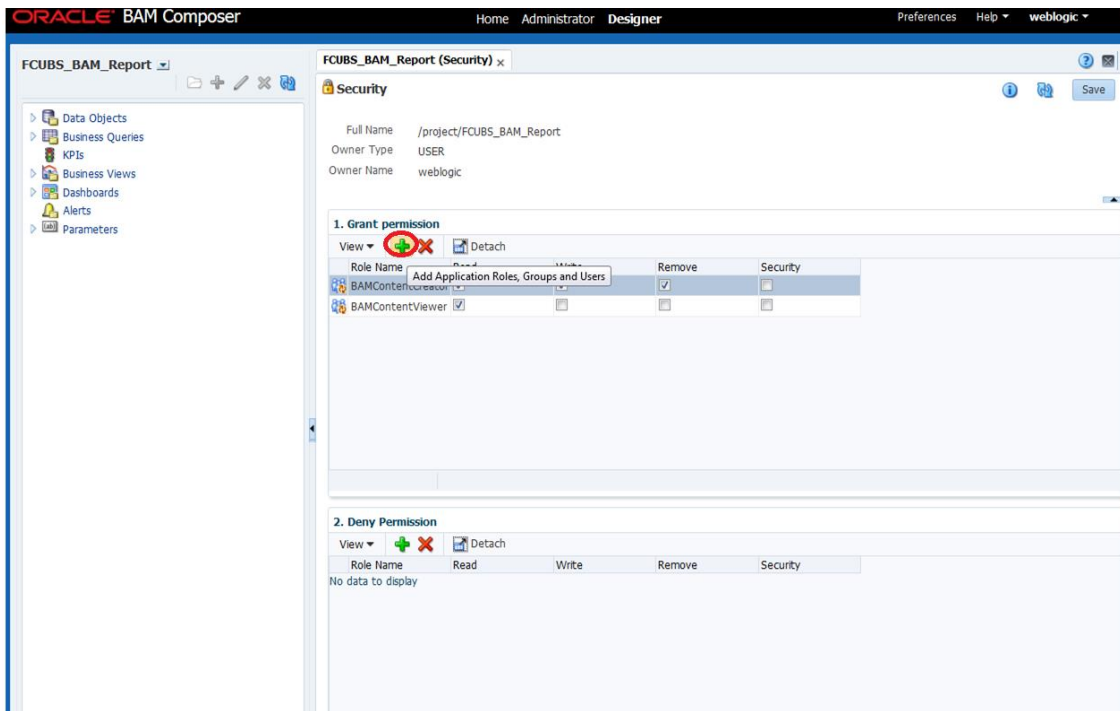 ORACLE BAM Composer
Home Administrator Designer
Preferences Help weblogic
FCUBS_BAM_Report
Data Objects
Business Queries
KPIs
Business Views
Dashboards
Alerts
Parameters
FCUBS_BAM_Report (Security)
Security
Save
Full Name /project/FCUBS_BAM_Report
Owner Type USER
Owner Name weblogic
1. Grant permission
View Detach
Role Name Read Write Remove Security
Add Application Roles, Groups and Users
BAMContentCreator
BAMContentViewer
2. Deny Permission
View Detach
Role Name Read Write Remove Security
No data to display